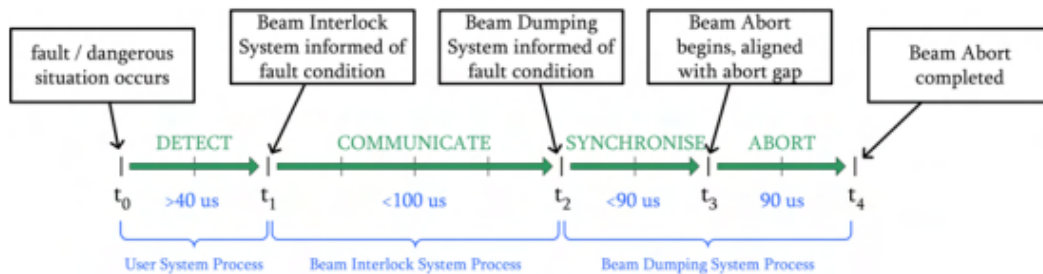 fault / dangerous
situation occurs
Beam Interlock
System informed of
fault condition
Beam Dumping
System informed of
fault condition
Beam Abort
begins, aligned
with abort gap
Beam Abort
completed
DETECT
COMMUNICATE
SYNCHRONISE
ABORT
t0
>40 us
t1
<100 us
t2
<90 us
t3
90 us
t4
User System Process
Beam Interlock System Process
Beam Dumping System Process